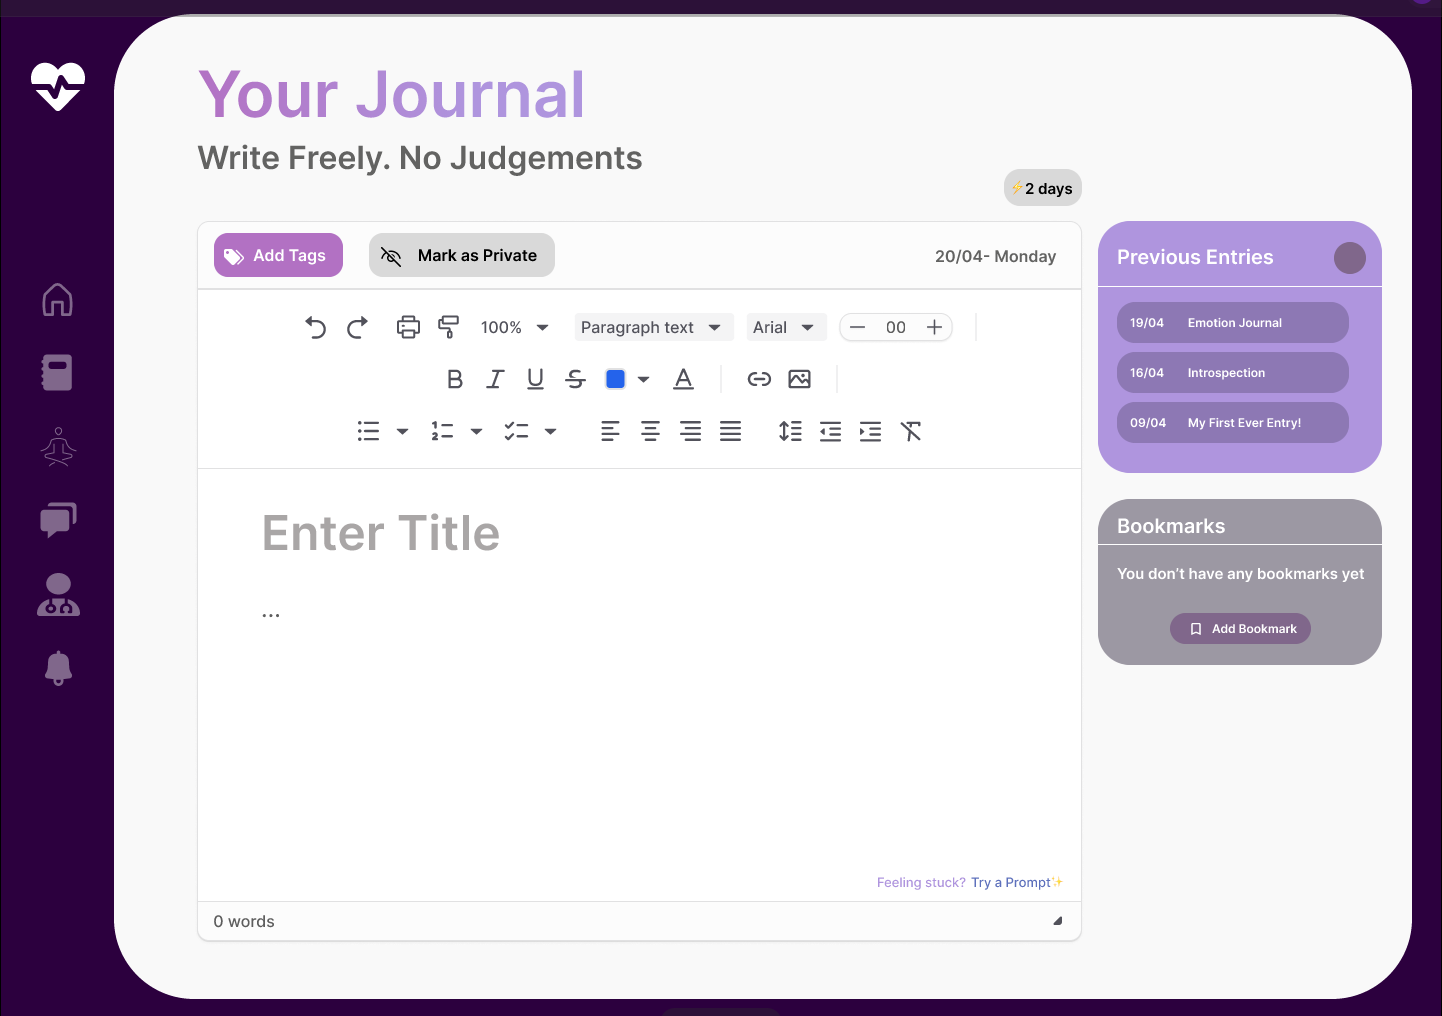 Your Journal
Write Freely. No Judgements
⚡2 days
Add Tags
Mark as Private
20/04- Monday
100%
Paragraph text
Arial
00
B I U S A
Enter Title
...
Feeling stuck? Try a Prompt✨
0 words
Previous Entries
19/04 Emotion Journal
16/04 Introspection
09/04 My First Ever Entry!
Bookmarks
You don't have any bookmarks yet
Add Bookmark